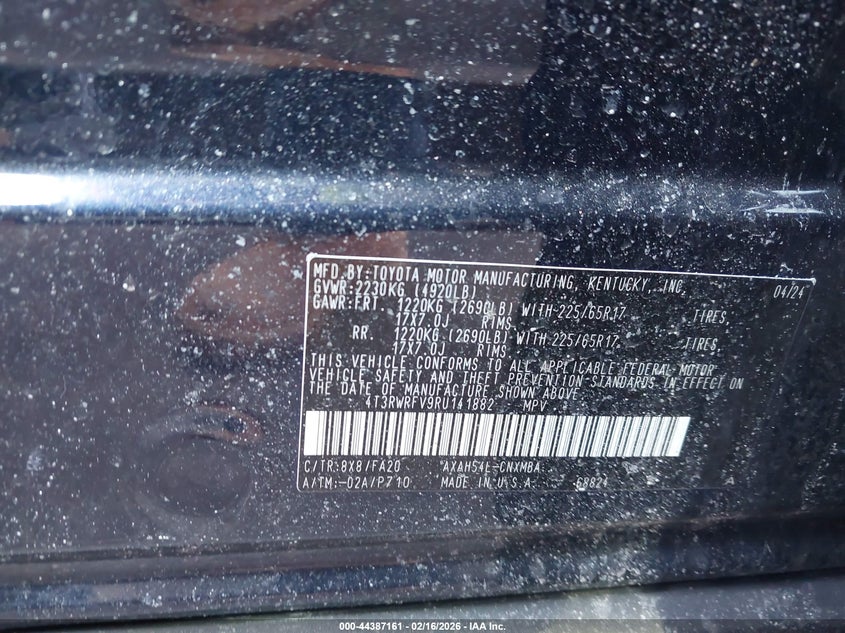 MFD.BY:TOYOTA MOTOR MANUFACTURING, KENTUCKY, INC. 04/24
GVWR:2230KG (4920LB)
GAWR:FRT 1220KG (2690LB) WITH 225/65R17 TIRES,
17X7.0J RIMS
RR. 1220KG (2690LB) WITH 225/65R17 TIRES,
17X7.0J RIMS
THIS VEHICLE CONFORMS TO ALL APPLICABLE FEDERAL MOTOR
VEHICLE SAFETY AND THEFT PREVENTION STANDARDS IN EFFECT ON
THE DATE OF MANUFACTURE SHOWN ABOVE.
4T3RWRFV9RU141882 MPV
C/TR:8X8/FA20 AXAH54L-CNXMBA
A/TM:-02A/P710 MADE IN U.S.A. 68824 A
000-44387161 - 02/16/2026 - IAA Inc.